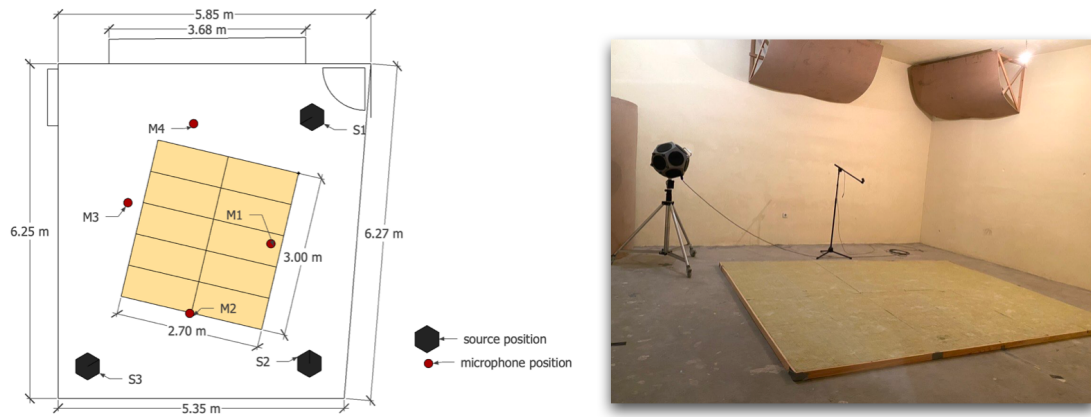 5.85 m
3.68 m
M4
S1
M3
M1
6.25 m
6.27 m
3.00 m
M2
2.70 m
S2
S3
source position
microphone position
5.35 m